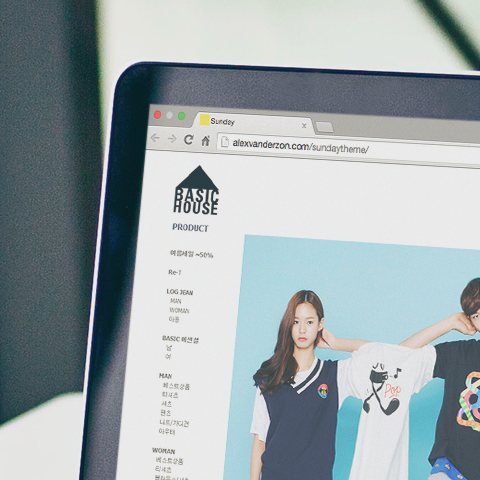 Sunday
alexvanderzon.com/sundaytheme/
BASIC
HOUSE
PRODUCT
여름세일 ~50%
Re-T
LOG JEAN
MAN
WOMAN
아동
BASIC 에센셜
남
여
MAN
베스트상품
티셔츠
셔츠
팬츠
니트/가디건
아우터
WOMAN
베스트상품
티셔츠
Pop